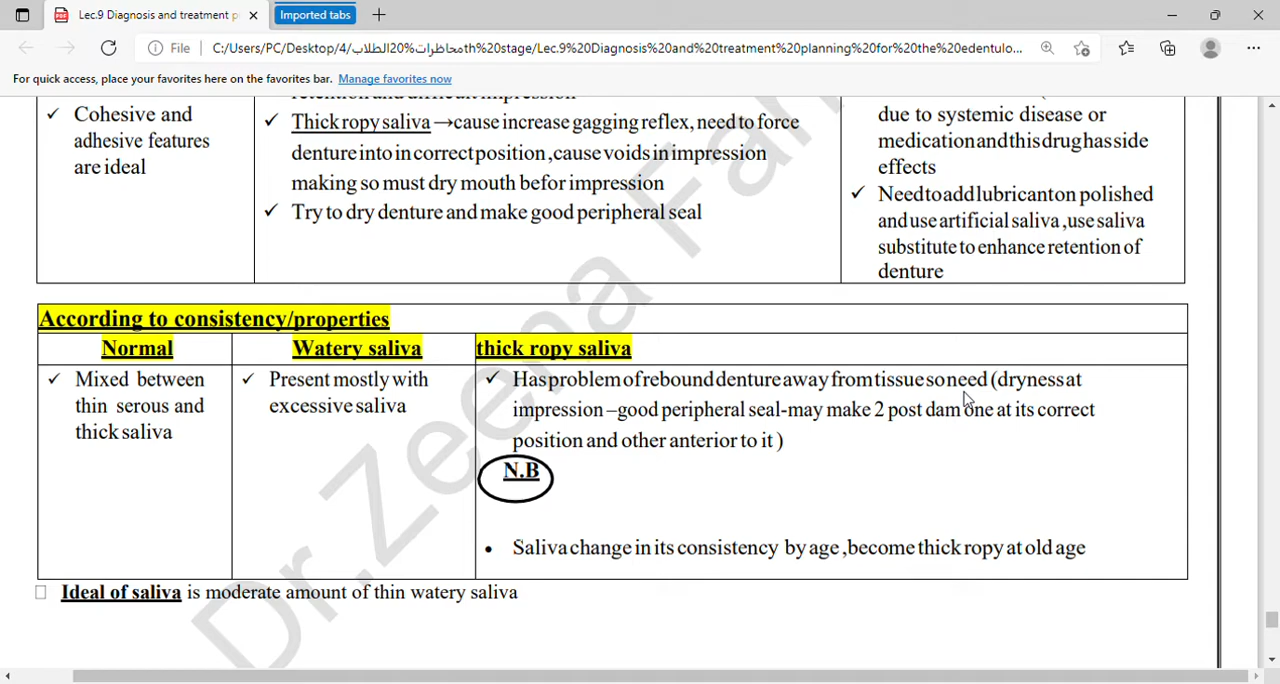 Lec.9 Diagnosis and treatment p
Imported tabs
File
C:/Users/PC/Desktop/4/محاظرات%20الطلاب/th%20stage/Lec.9%20Diagnosis%20and%20treatment%20planning%20for%20the%20edentulo...
For quick access, place your favorites here on the favorites bar. Manage favorites now
✓ Cohesive and
adhesive features
are ideal
retention and difficult impression
✓ Thick ropy saliva →cause increase gagging reflex, need to force
denture into in correct position ,cause voids in impression
making so must dry mouth befor impression
✓ Try to dry denture and make good peripheral seal
due to systemic disease or
medication and this drug has side
effects
✓ Need to add lubricant on polished
and use artificial saliva ,use saliva
substitute to enhance retention of
denture
According to consistency/properties
Normal
Watery saliva
thick ropy saliva
✓ Mixed between
thin serous and
thick saliva
✓ Present mostly with
excessive saliva
✓ Has problem of rebound denture away from tissue so need (dryness at
impression –good peripheral seal-may make 2 post dam one at its correct
position and other anterior to it )
N.B
• Saliva change in its consistency by age ,become thick ropy at old age
Ideal of saliva is moderate amount of thin watery saliva